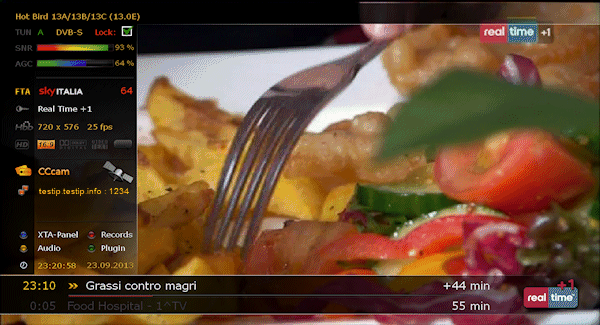 Hot Bird 13A/13B/13C (13.0E)
TUN A DVB-S Lock:
SNR 93 %
AGC 64 %
real time +1
FTA sky ITALIA 64
Real Time +1
720 x 576 25 fps
HD 16:9
CCcam
testip.testip.info : 1234
XTA-Panel Records
Audio Plugin
23:20:58 23.09.2013
23:10 » Grassi contro magri +44 min
0:05 Food Hospital - 1^TV 55 min
+1
real time